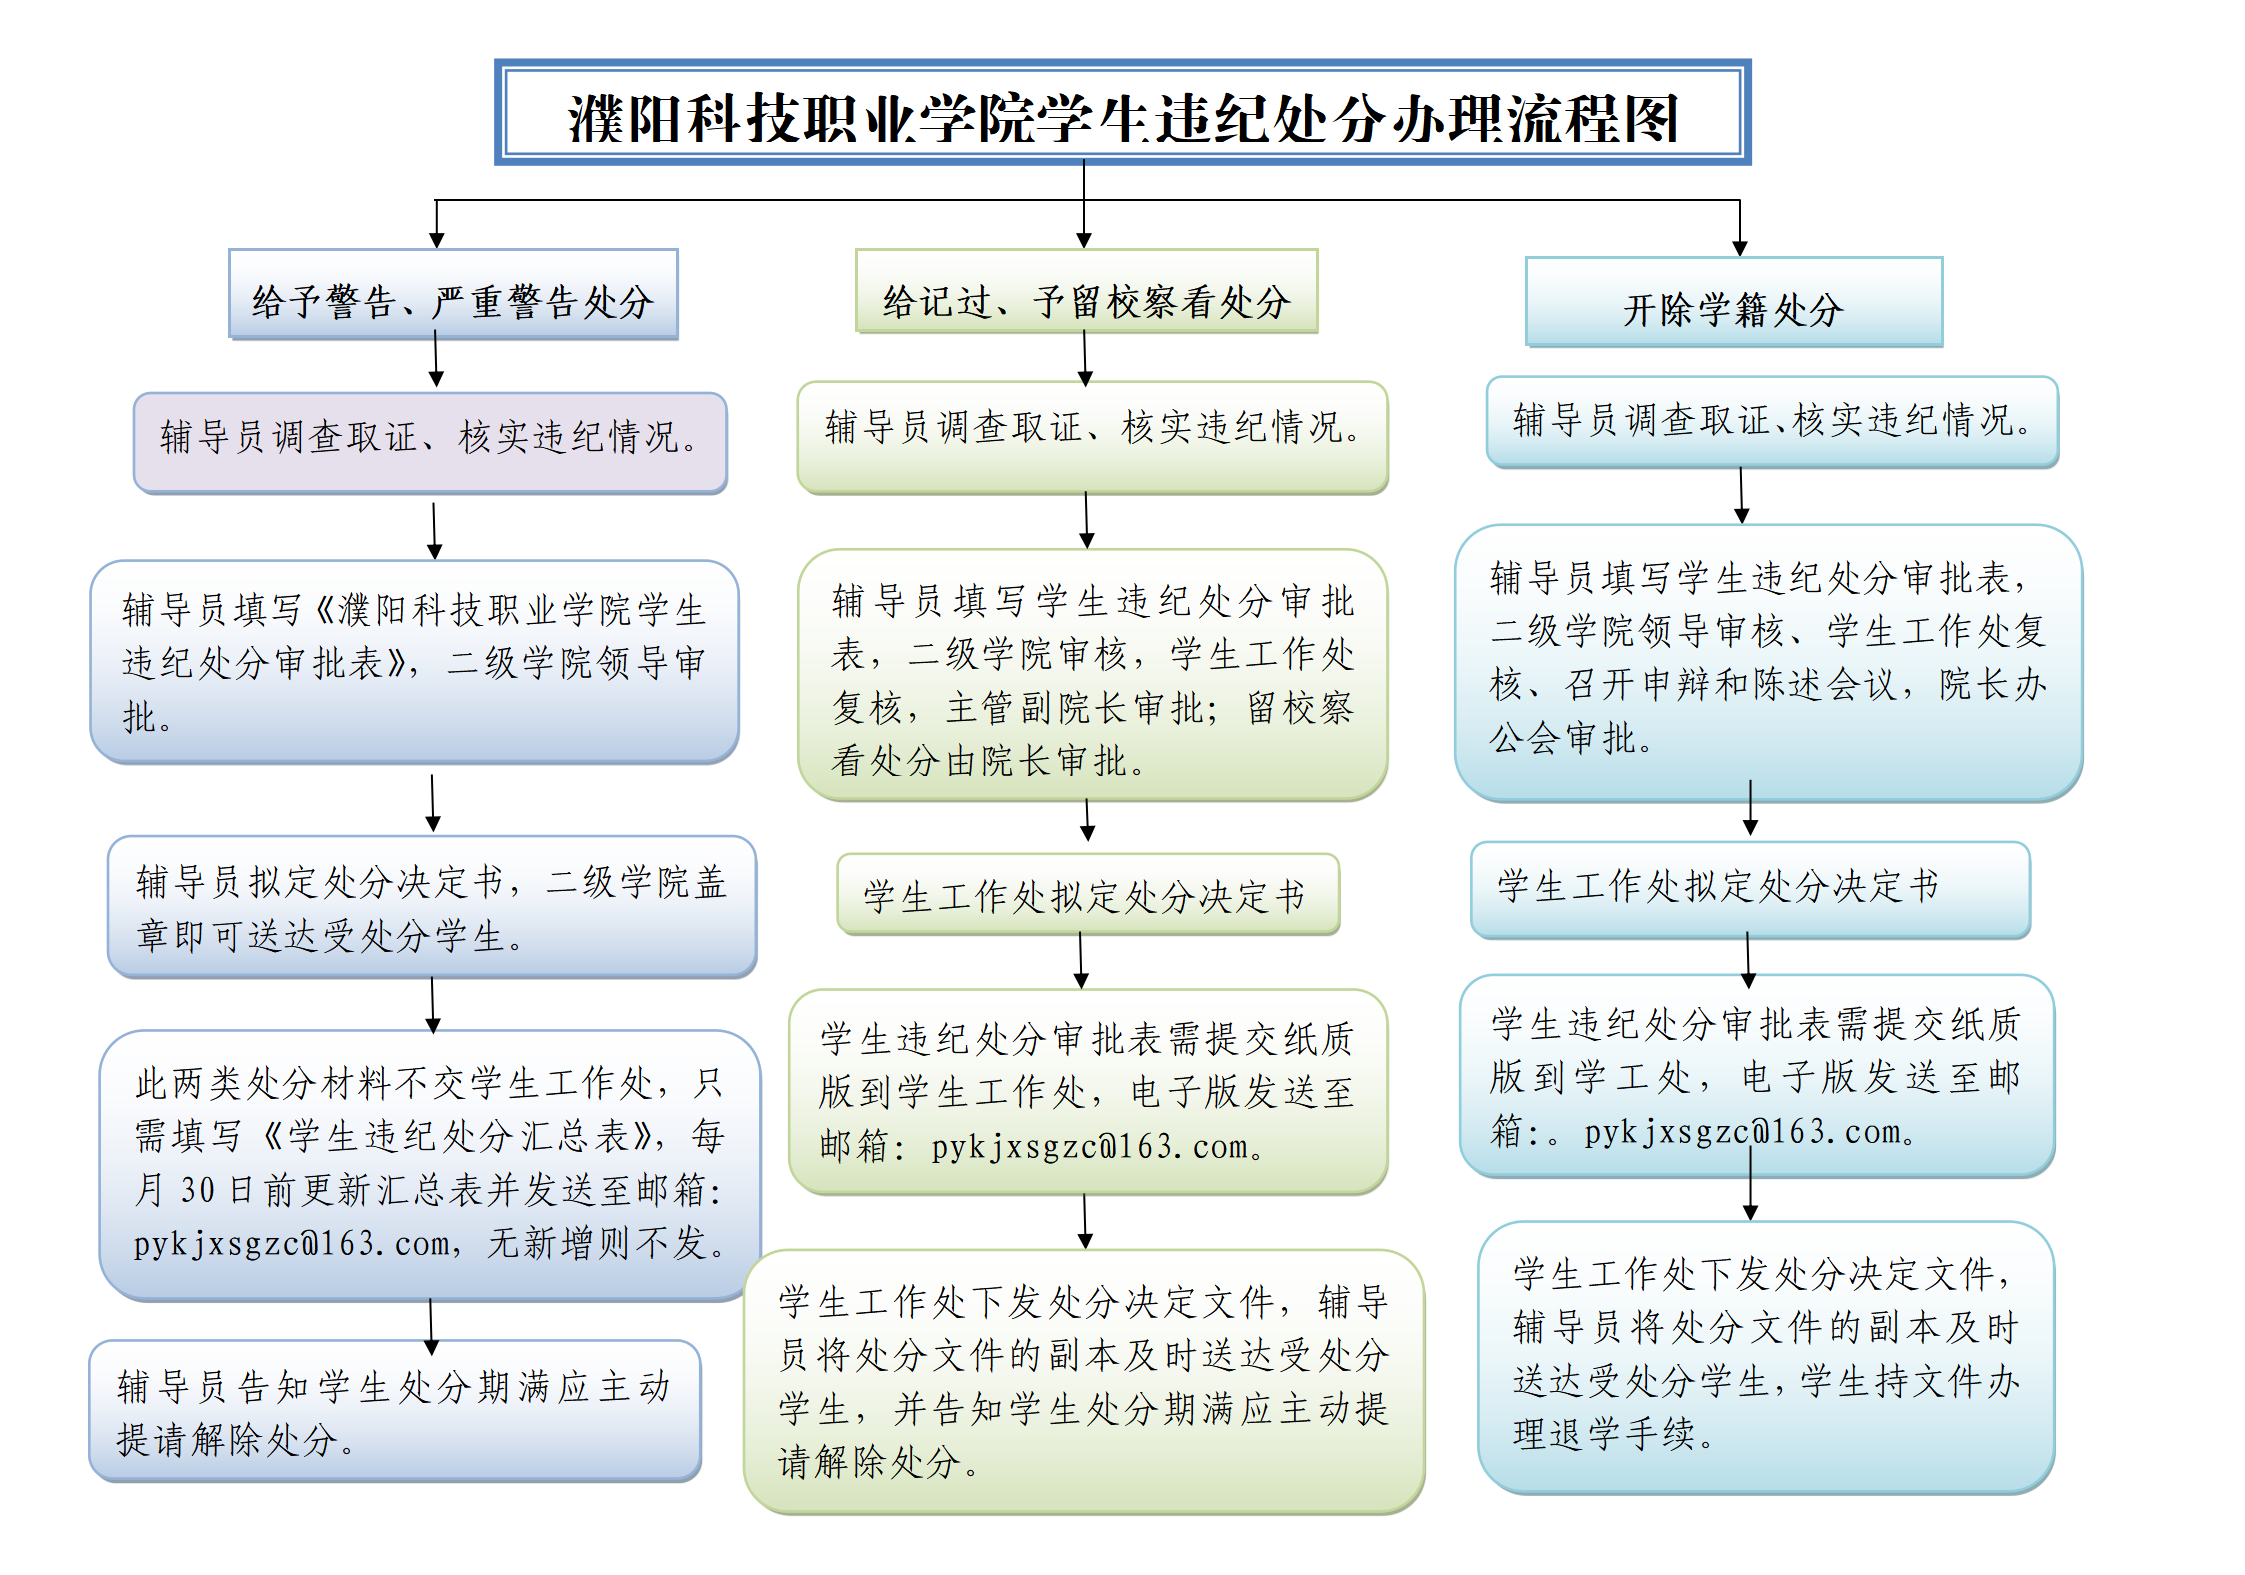 濮阳科技职业学院学生违纪处分办理流程图
给予警告、严重警告处分
辅导员调查取证、核实违纪情况。
辅导员填写《濮阳科技职业学院学生
违纪处分审批表》，二级学院领导审
批。
辅导员拟定处分决定书，二级学院盖
章即可送达受处分学生。
此两类处分材料不交学生工作处，只
需填写《学生违纪处分汇总表》，每
月 30 日前更新汇总表并发送至邮箱：
pykjxsgzc@163.com，无新增则不发。
辅导员告知学生处分期满应主动
提请解除处分。
给记过、予留校察看处分
辅导员调查取证、核实违纪情况。
辅导员填写学生违纪处分审批
表，二级学院审核，学生工作处
复核，主管副院长审批；留校察
看处分由院长审批。
学生工作处拟定处分决定书
学生违纪处分审批表需提交纸质
版到学生工作处，电子版发送至
邮箱：pykjxsgzc@163.com。
学生工作处下发处分决定文件，辅导
员将处分文件的副本及时送达受处分
学生，并告知学生处分期满应主动提
请解除处分。
开除学籍处分
辅导员调查取证、核实违纪情况。
辅导员填写学生违纪处分审批表，
二级学院领导审核、学生工作处复
核、召开申辩和陈述会议，院长办
公会审批。
学生工作处拟定处分决定书
学生违纪处分审批表需提交纸质
版到学工处，电子版发送至邮
箱：。pykjxsgzc@163.com。
学生工作处下发处分决定文件，
辅导员将处分文件的副本及时
送达受处分学生，学生持文件办
理退学手续。